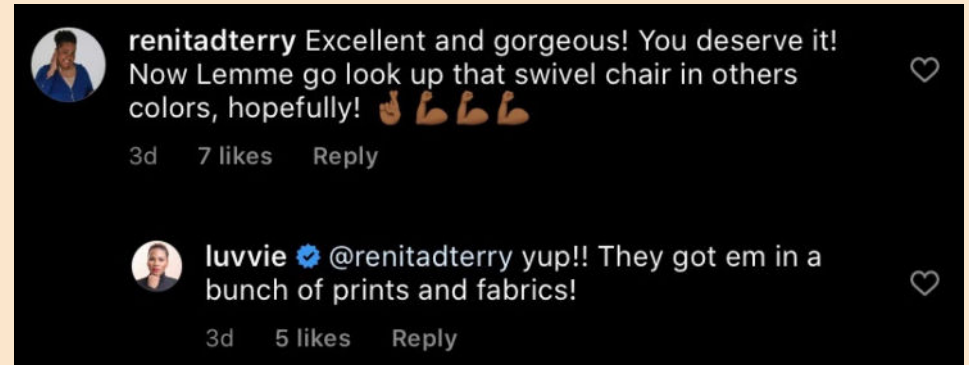 renitadterry Excellent and gorgeous! You deserve it!
Now Lemme go look up that swivel chair in others
colors, hopefully! 🤞🏾💪🏾💪🏾💪🏾
3d 7 likes Reply
luvvie @renitadterry yup!! They got em in a
bunch of prints and fabrics!
3d 5 likes Reply